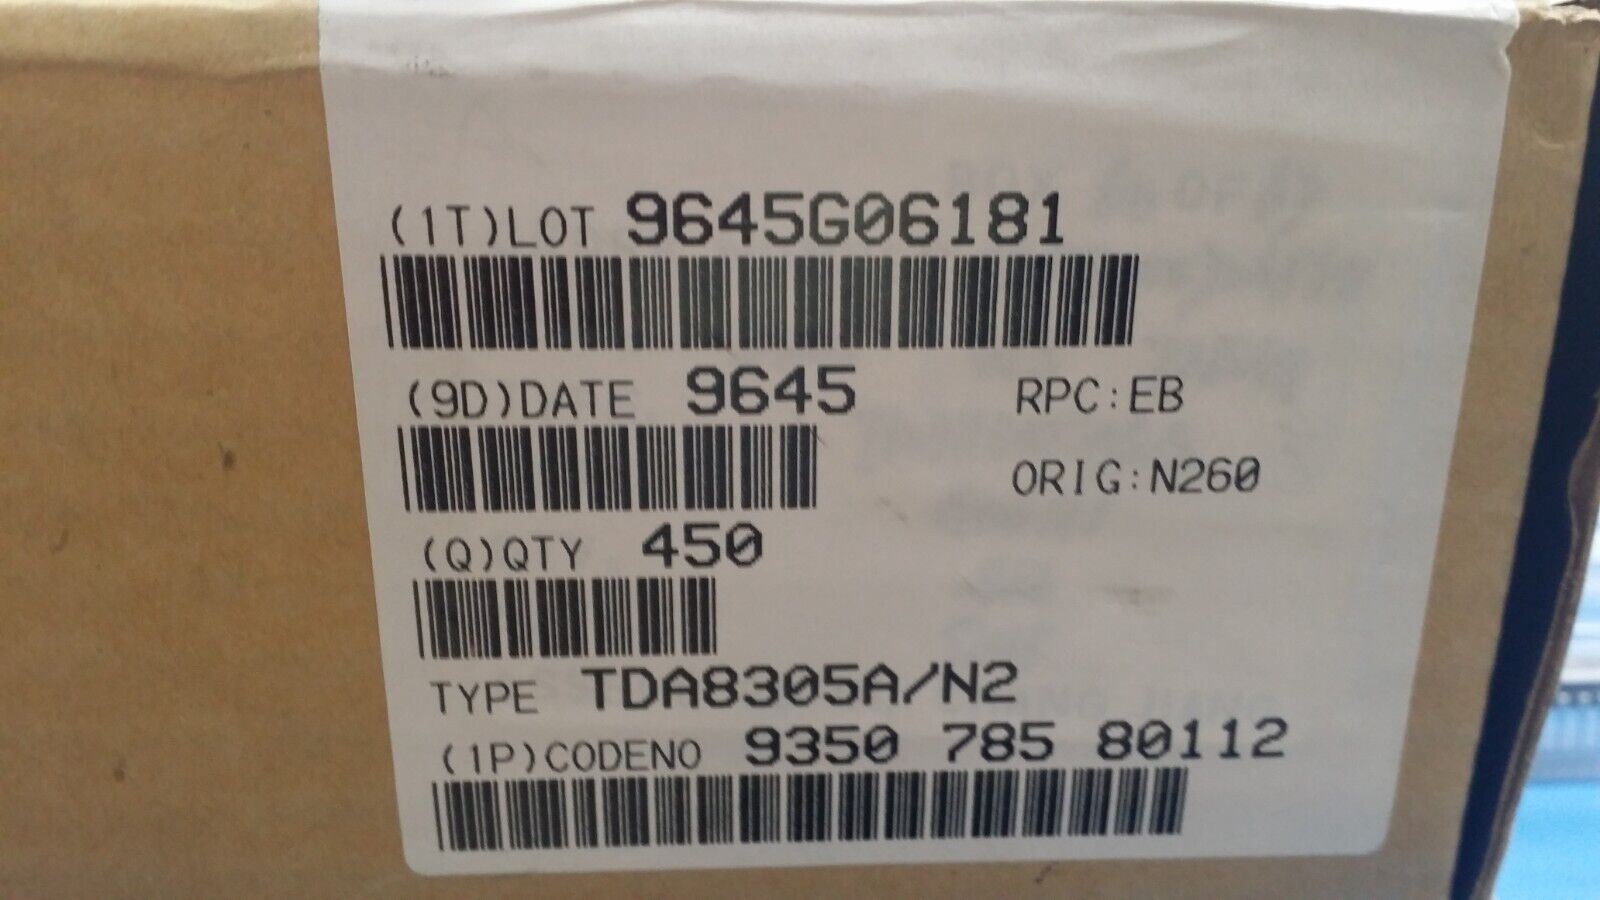 (1T)LOT 9645G06181
(9D)DATE 9645 RPC:EB
ORIG:N260
(Q)QTY 450
TYPE TDA8305A/N2
(1P)CODENO 9350 785 80112